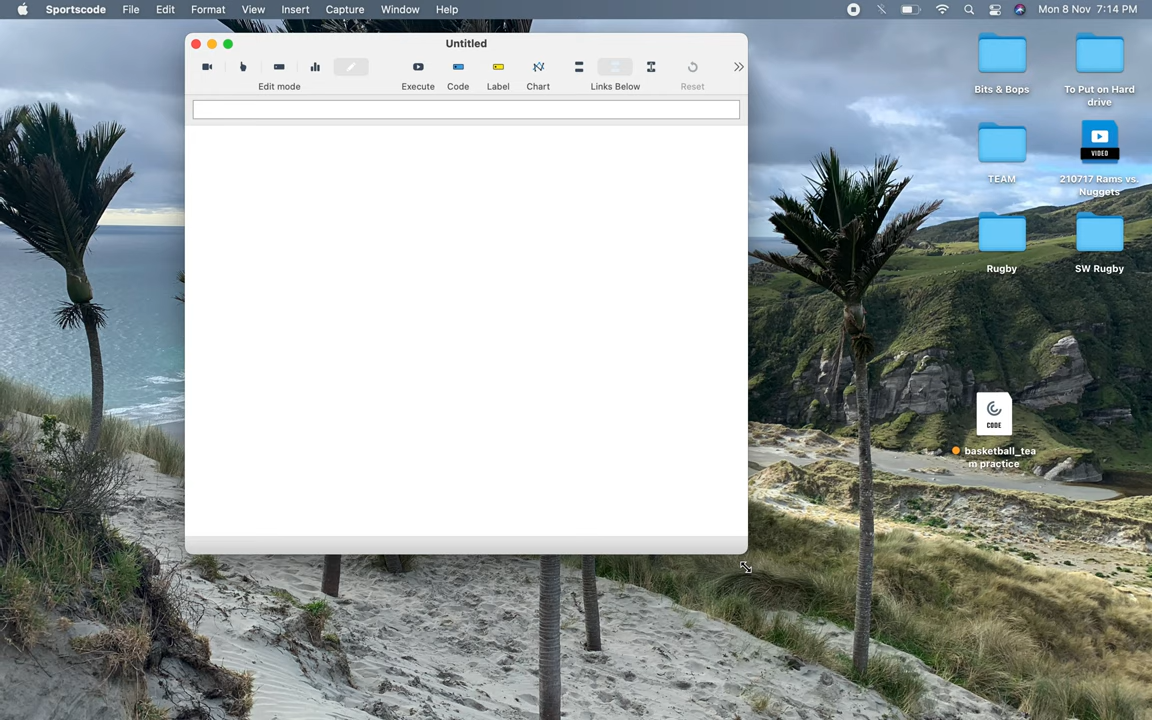 Sportscode File Edit Format View Insert Capture Window Help Mon 8 Nov 7:14 PM
Untitled
Edit mode Execute Code Label Chart Links Below Reset
Bits & Bops
To Put on Hard
drive
TEAM
VIDEO
210717 Rams vs.
Nuggets
Rugby
SW Rugby
CODE
basketball_tea
m practice